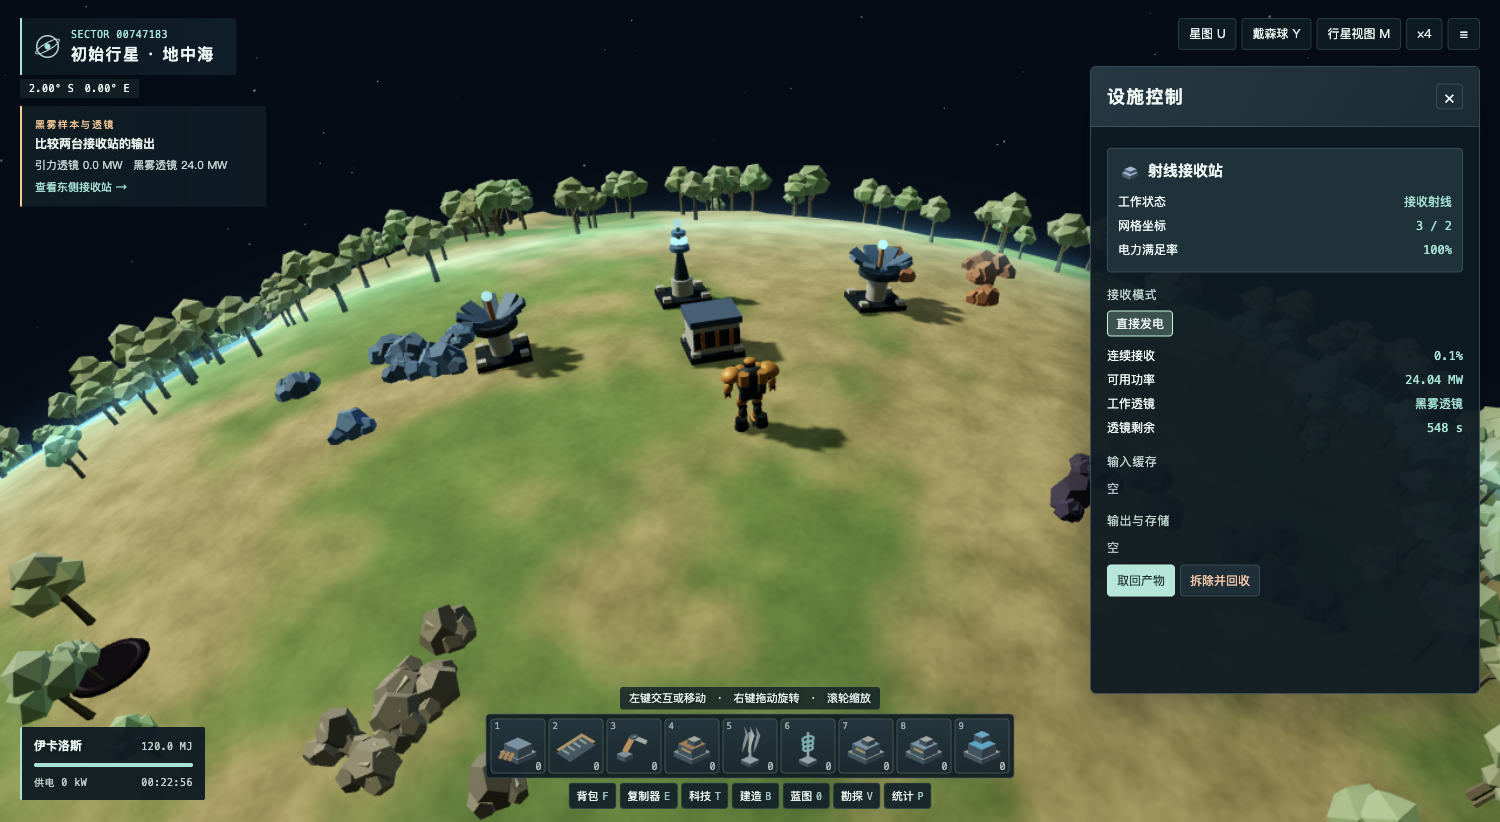 SECTOR 00747183
初始行星 · 地中海
2.00° S 0.00° E
黑雾样本与透镜
比较两台接收站的输出
引力透镜 0.0 MW 黑雾透镜 24.0 MW
查看东侧接收站 →
星图 U
戴森球 Y
行星视图 M
×4
≡
设施控制
×
射线接收站
工作状态 接收射线
网格坐标 3 / 2
电力满足率 100%
接收模式
直接发电
连续接收 0.1%
可用功率 24.04 MW
工作透镜 黑雾透镜
透镜剩余 548 s
输入缓存
空
输出与存储
空
取回产物
拆除并回收
左键交互或移动 · 右键拖动旋转 · 滚轮缩放
1 2 3 4 5 6 7 8 9
0 0 0 0 0 0 0 0 0
背包 F
复制器 E
科技 T
建造 B
蓝图 0
勘探 V
统计 P
伊卡洛斯 120.0 MJ
供电 0 kW 00:22:56